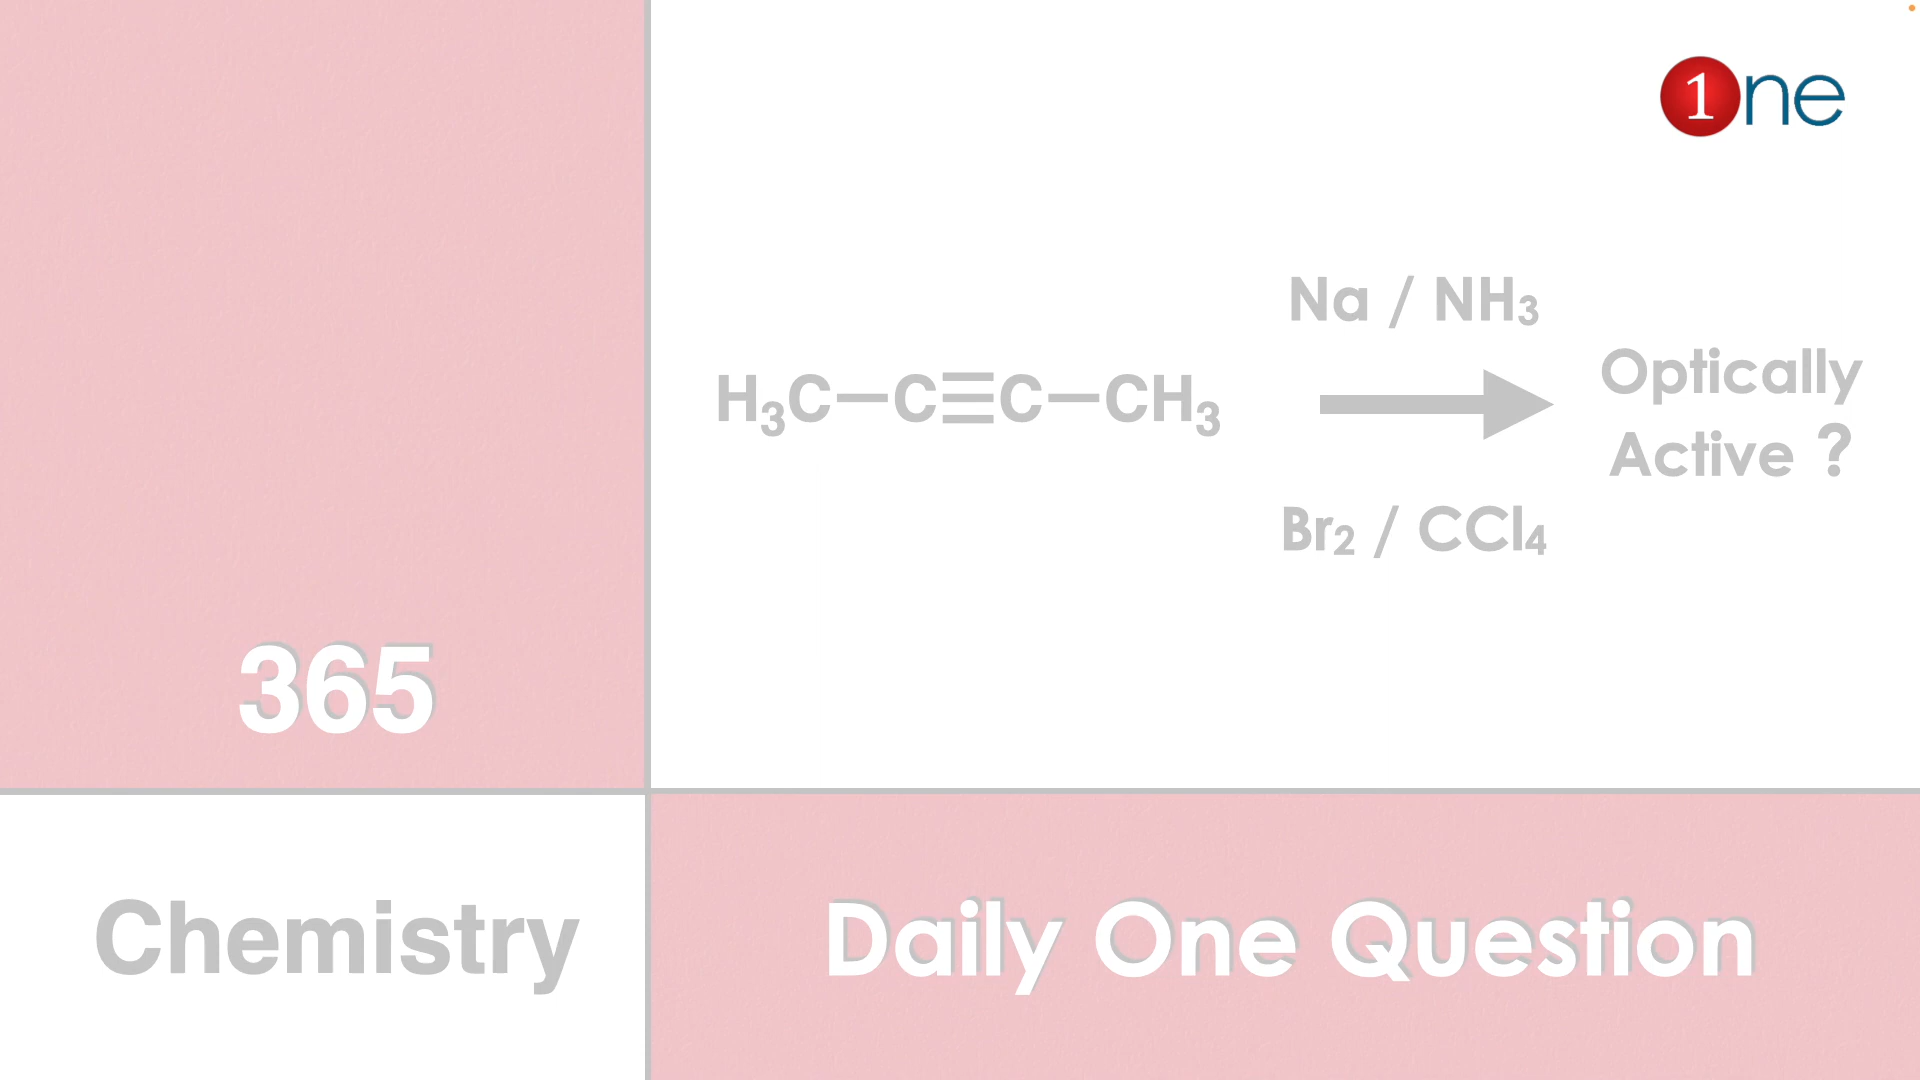 1ne
Na / NH₃
H₃C—C≡C—CH₃
Optically
Active ?
Br₂ / CCl₄
365
Chemistry
Daily One Question